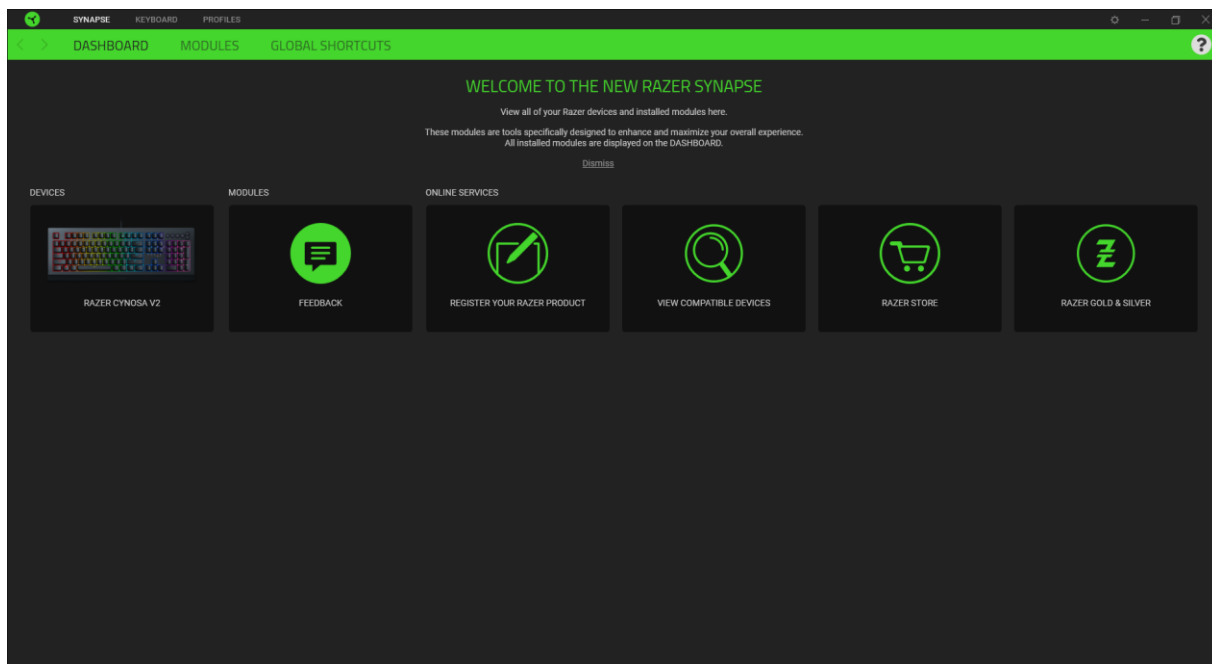 SYNAPSE KEYBOARD PROFILES
DASHBOARD MODULES GLOBAL SHORTCUTS
?
WELCOME TO THE NEW RAZER SYNAPSE
View all of your Razer devices and installed modules here.
These modules are tools specifically designed to enhance and maximize your overall experience.
All installed modules are displayed on the DASHBOARD.
Dismiss
DEVICES MODULES ONLINE SERVICES
RAZER CYNOSA V2 FEEDBACK REGISTER YOUR RAZER PRODUCT VIEW COMPATIBLE DEVICES RAZER STORE RAZER GOLD & SILVER